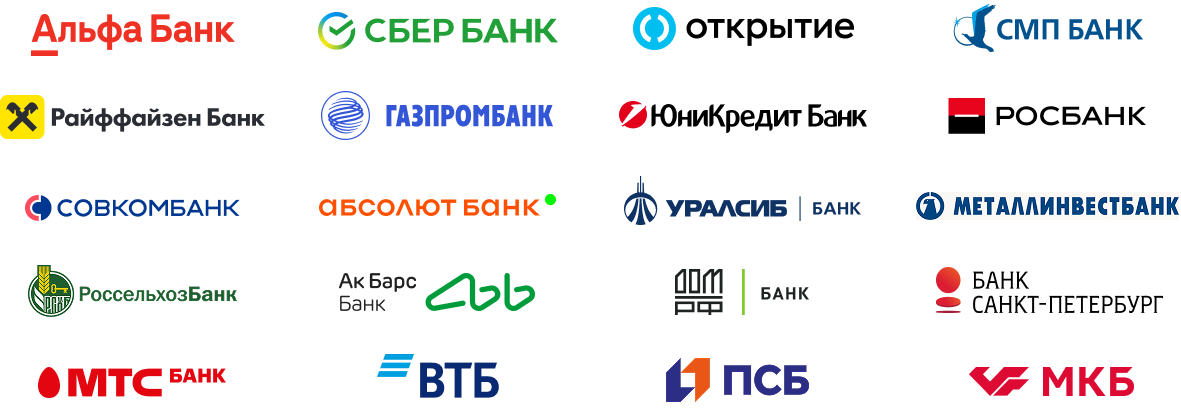 Альфа Банк
СБЕР БАНК
открытие
СМП БАНК
Райффайзен Банк
ГАЗПРОМБАНК
ЮниКредит Банк
РОСБАНК
СОВКОМБАНК
АБСОЛЮТ БАНК
УРАЛСИБ БАНК
МЕТАЛЛИНВЕСТБАНК
РСХБ
РоссельхозБанк
Ак Барс
Банк
ДОМ
РФ
БАНК
БАНК
САНКТ-ПЕТЕРБУРГ
МТС БАНК
ВТБ
ПСБ
МКБ